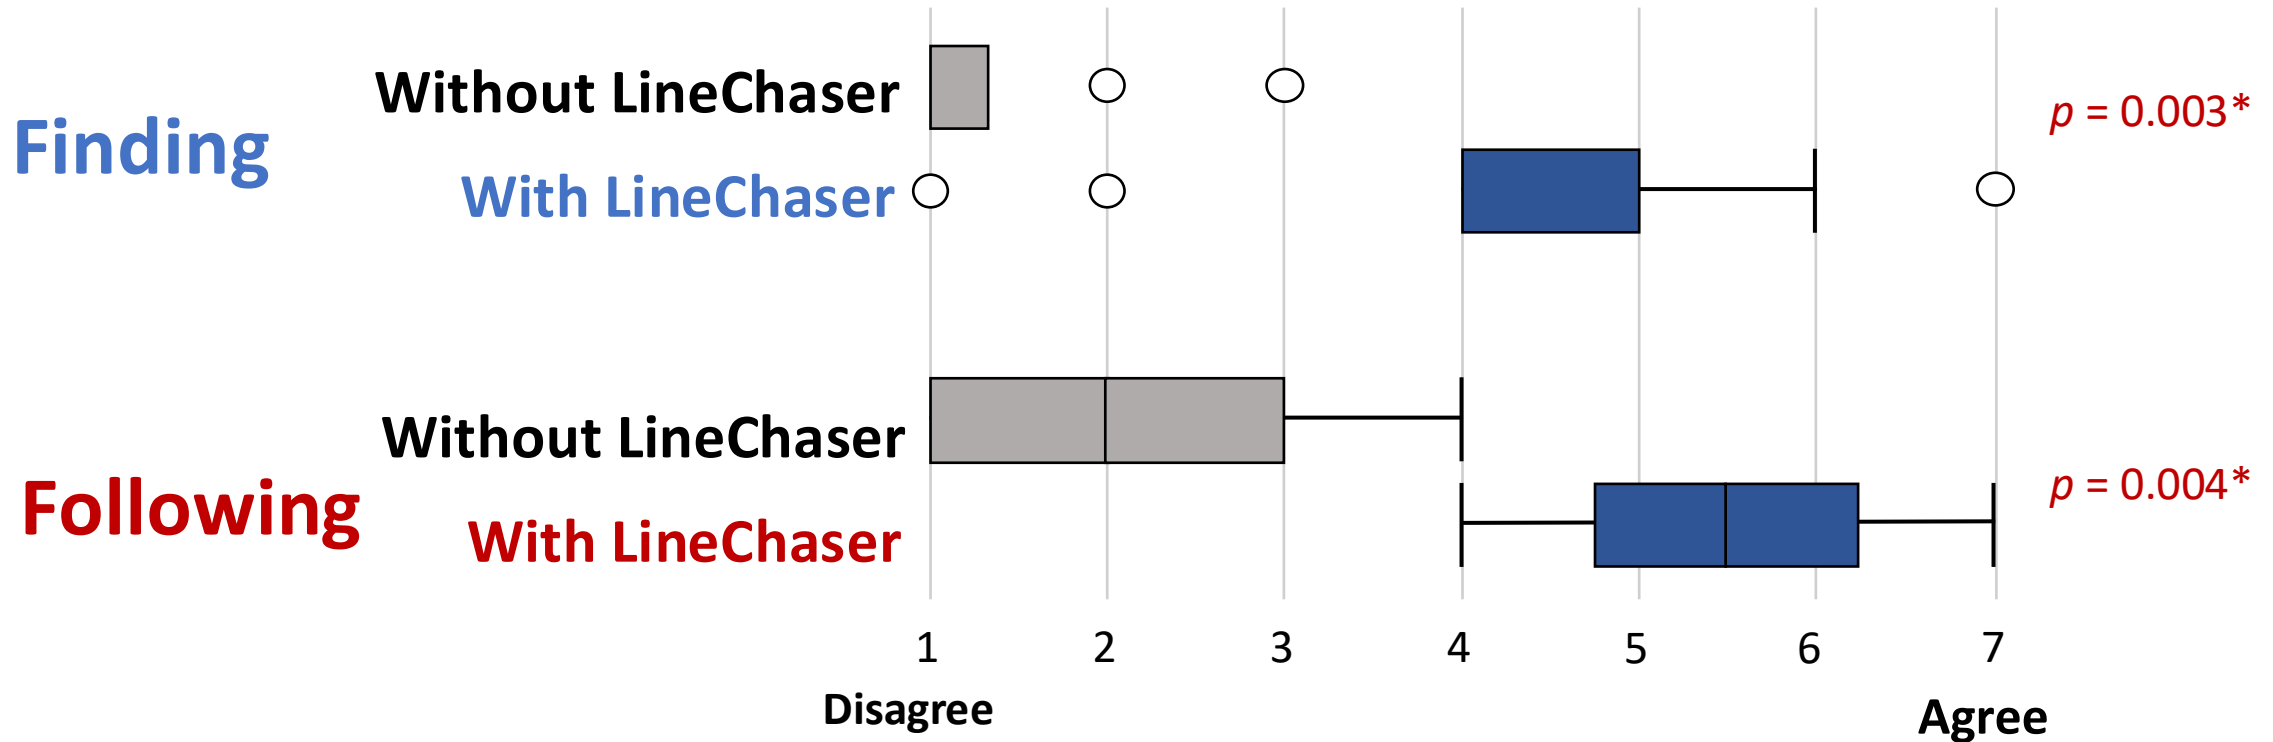 Without LineChaser
p = 0.003*
Finding
With LineChaser
Without LineChaser
p = 0.004*
Following
With LineChaser
1 2 3 4 5 6 7
Disagree Agree